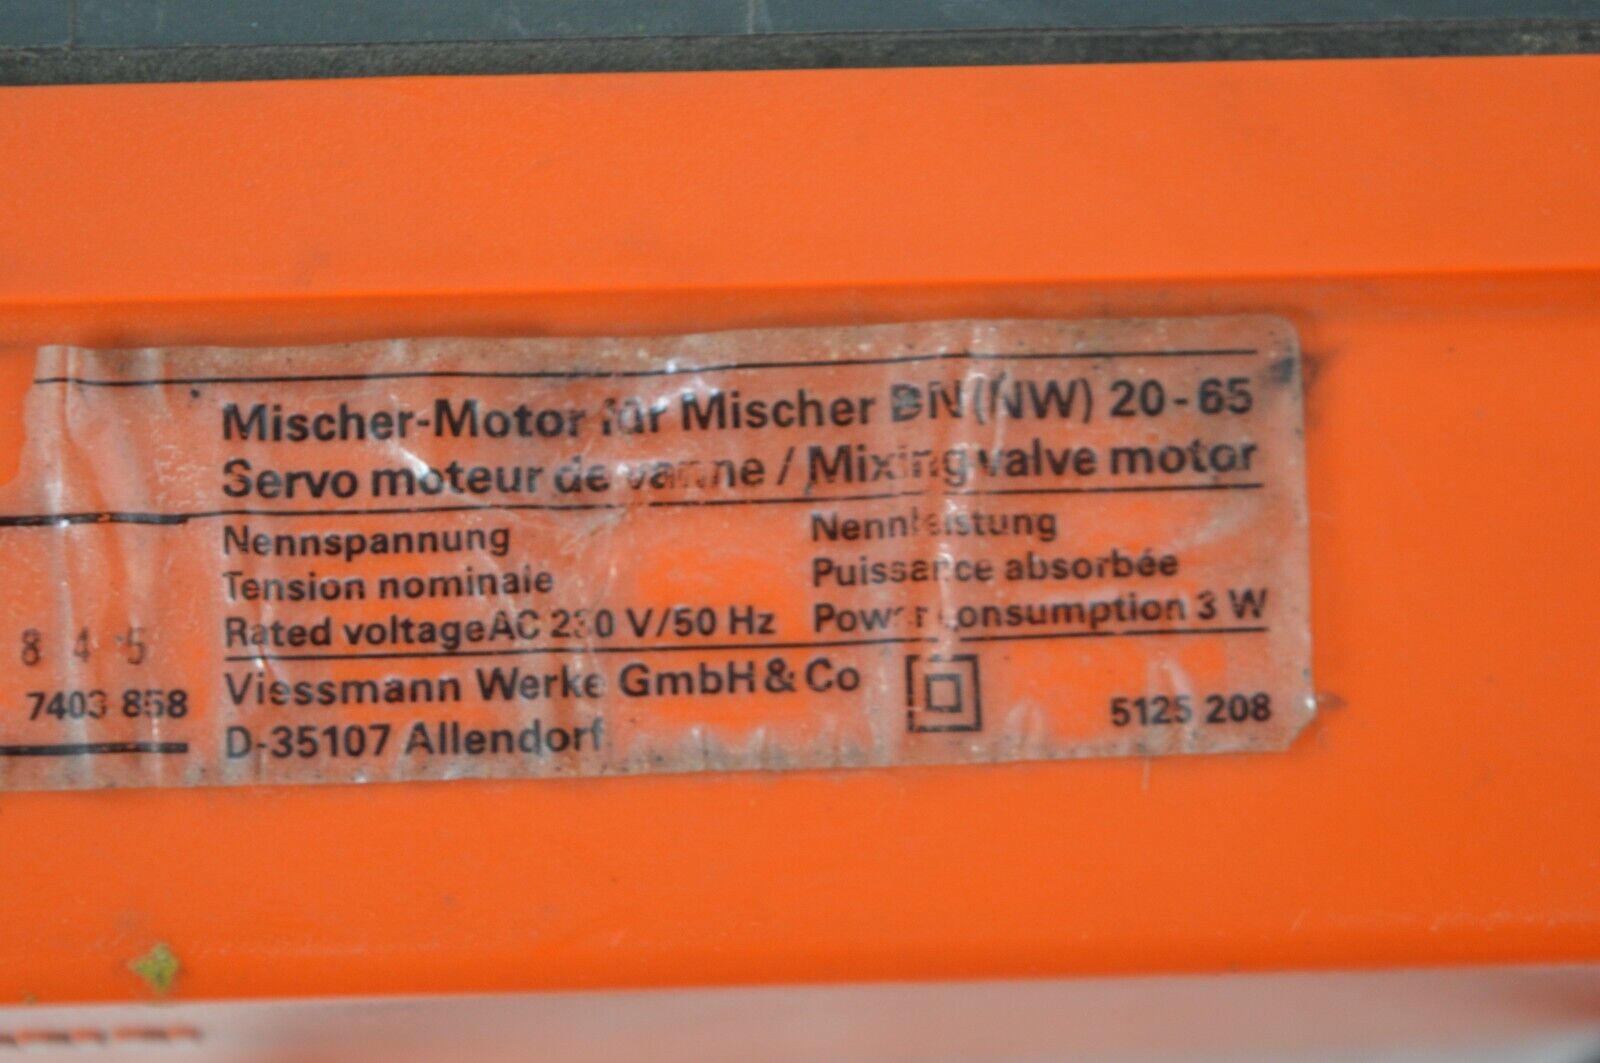 Mischer-Motor für Mischer DN (NW) 20-65
Servo moteur de vanne / Mixing valve motor
Nennspannung
Tension nominale
Rated voltage AC 230 V/50 Hz
Nennleistung
Puissance absorbée
Power consumption 3 W
8 4 5
7403 858
Viessmann Werke GmbH & Co
D-35107 Allendorf
5125 208